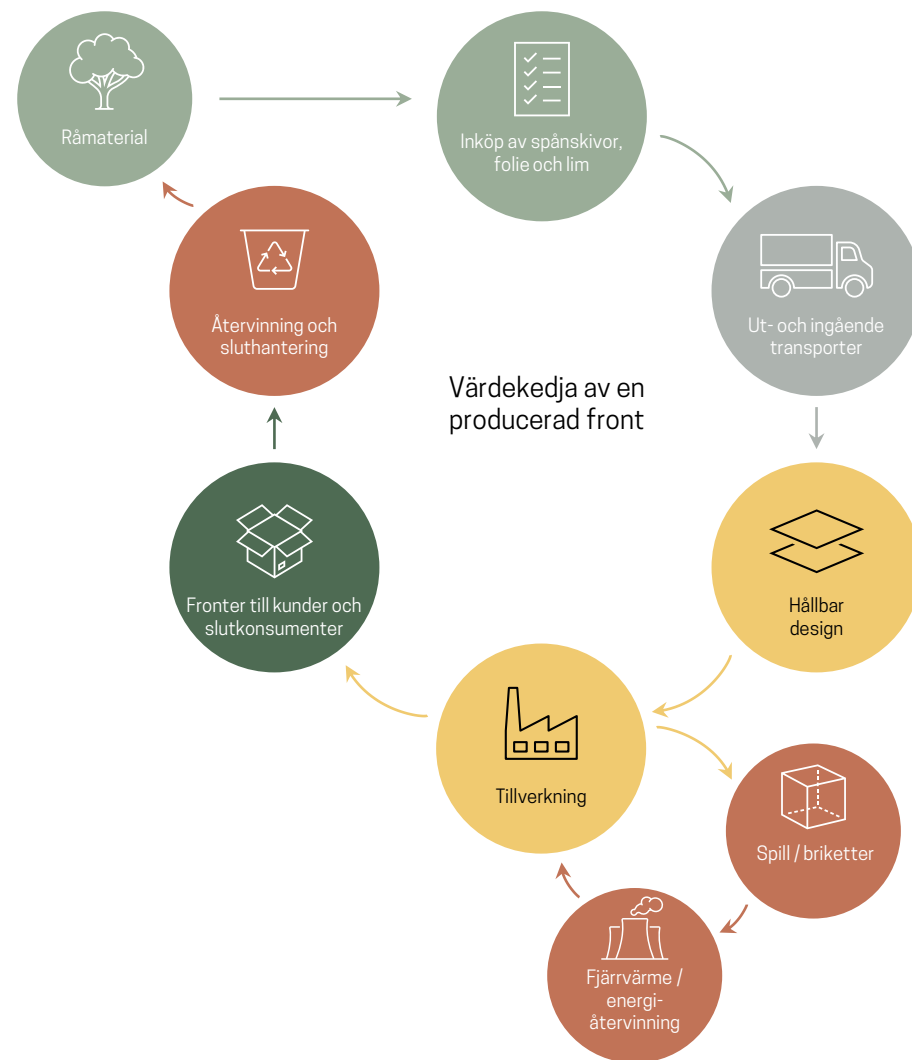 Råmaterial
Inköp av spånskivor,
folie och lim
Ut- och ingående
transporter
Återvinning och
sluthantering
Värdekedja av en
producerad front
Fronter till kunder och
slutkonsumenter
Hållbar
design
Tillverkning
Spill / briketter
Fjärrvärme /
energi-
återvinning